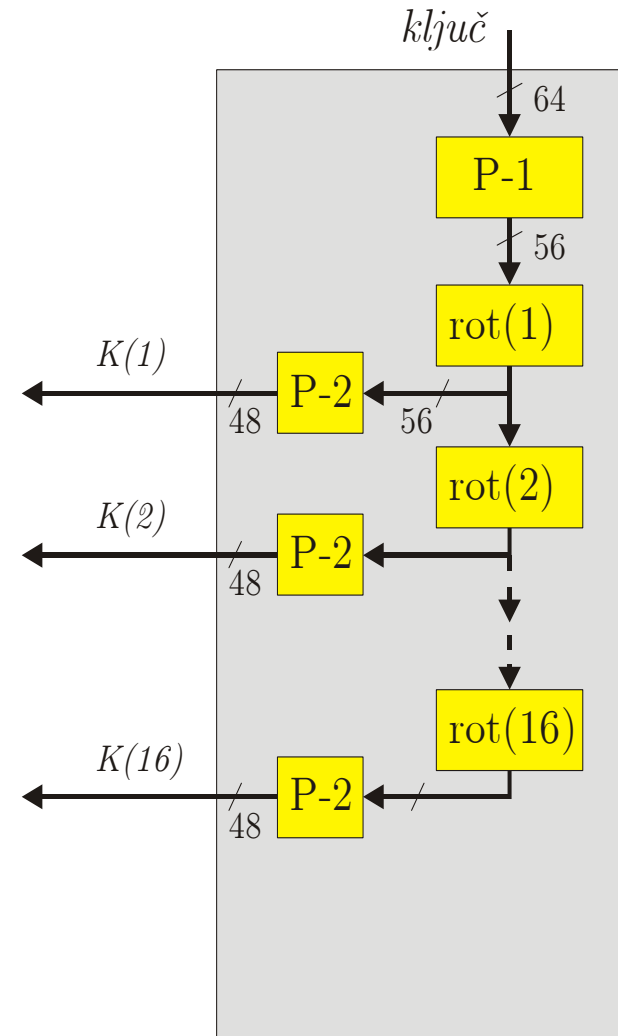 ključ
64
P-1
56
rot(1)
K(1)
48
P-2
56
rot(2)
K(2)
48
P-2
rot(16)
K(16)
48
P-2